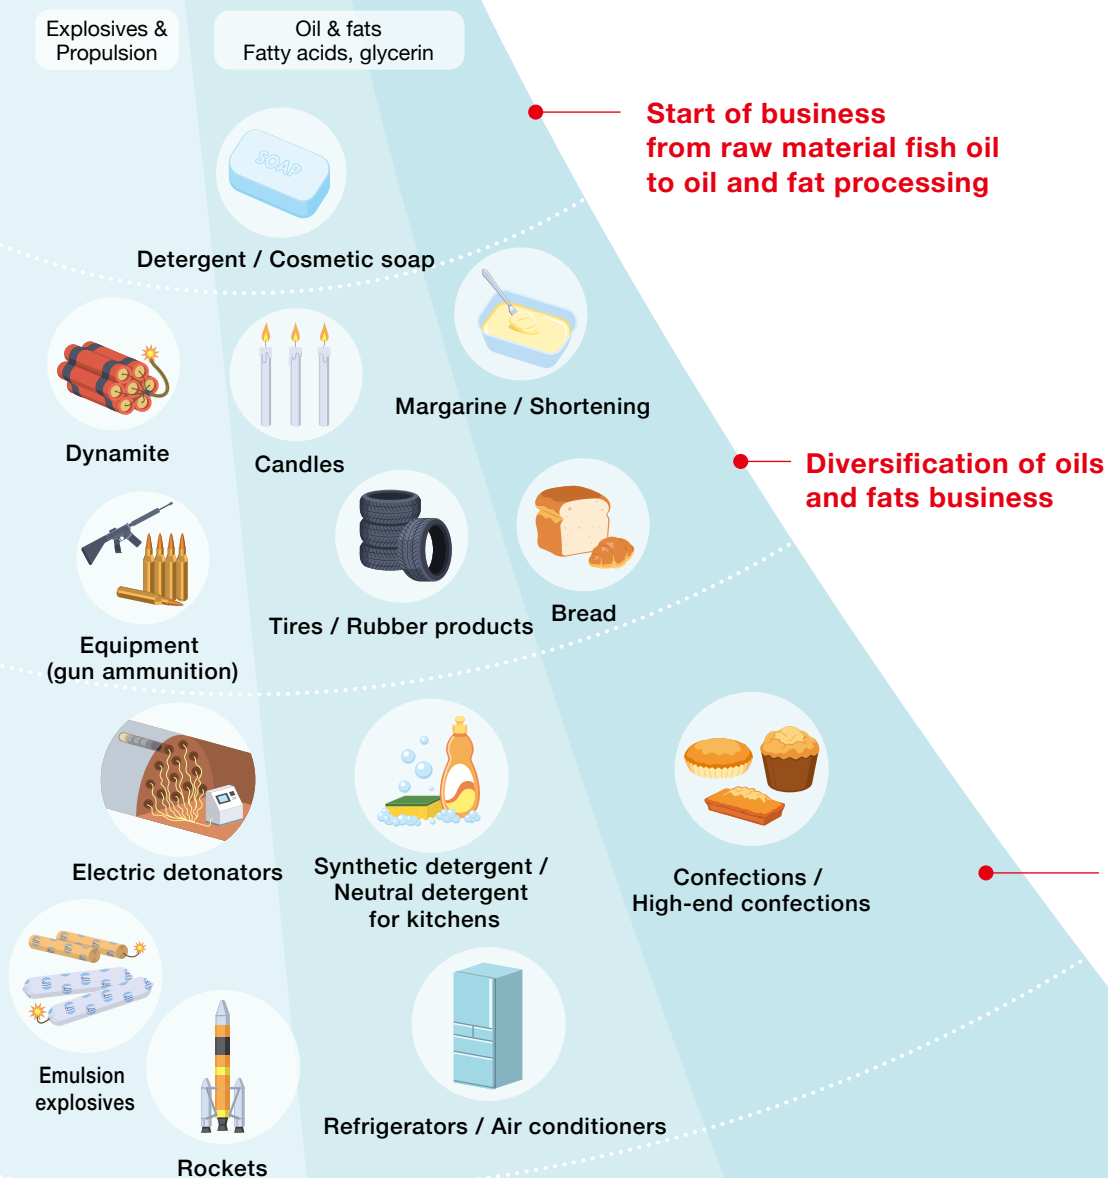 Explosives &
Propulsion
Oil & fats
Fatty acids, glycerin
Start of business
from raw material fish oil
to oil and fat processing
SOAP
Detergent / Cosmetic soap
Margarine / Shortening
Dynamite
Candles
Diversification of oils
and fats business
Tires / Rubber products
Bread
Equipment
(gun ammunition)
Electric detonators
Synthetic detergent /
Neutral detergent
for kitchens
Confections /
High-end confections
Emulsion
explosives
Refrigerators / Air conditioners
Rockets